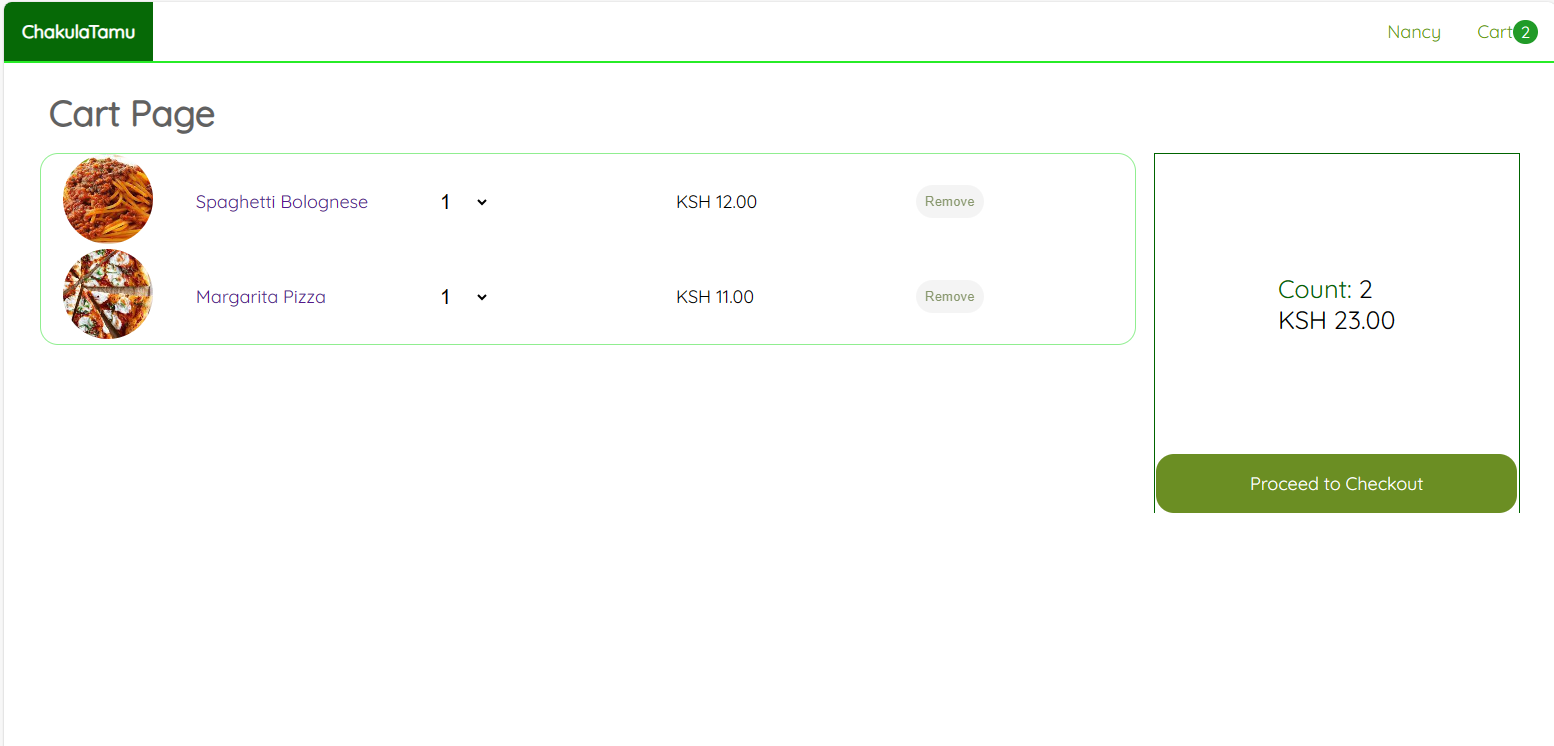 ChakulaTamu
Nancy Cart 2
Cart Page
Spaghetti Bolognese 1 KSH 12.00 Remove
Margarita Pizza 1 KSH 11.00 Remove
Count: 2
KSH 23.00
Proceed to Checkout